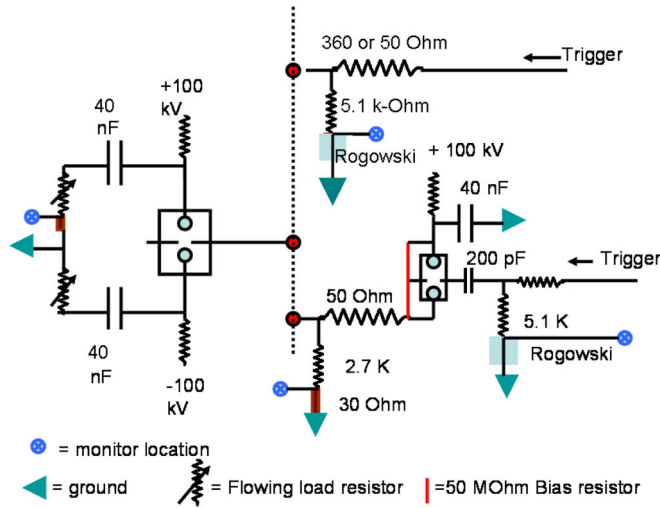 360 or 50 Ohm
Trigger
+100
kV
40
nF
5.1 k-Ohm
Rogowski
+ 100 kV
40 nF
200 pF
Trigger
50 Ohm
5.1 K
Rogowski
40
nF
-100
kV
2.7 K
30 Ohm
= monitor location
= ground
= Flowing load resistor
=50 MOhm Bias resistor